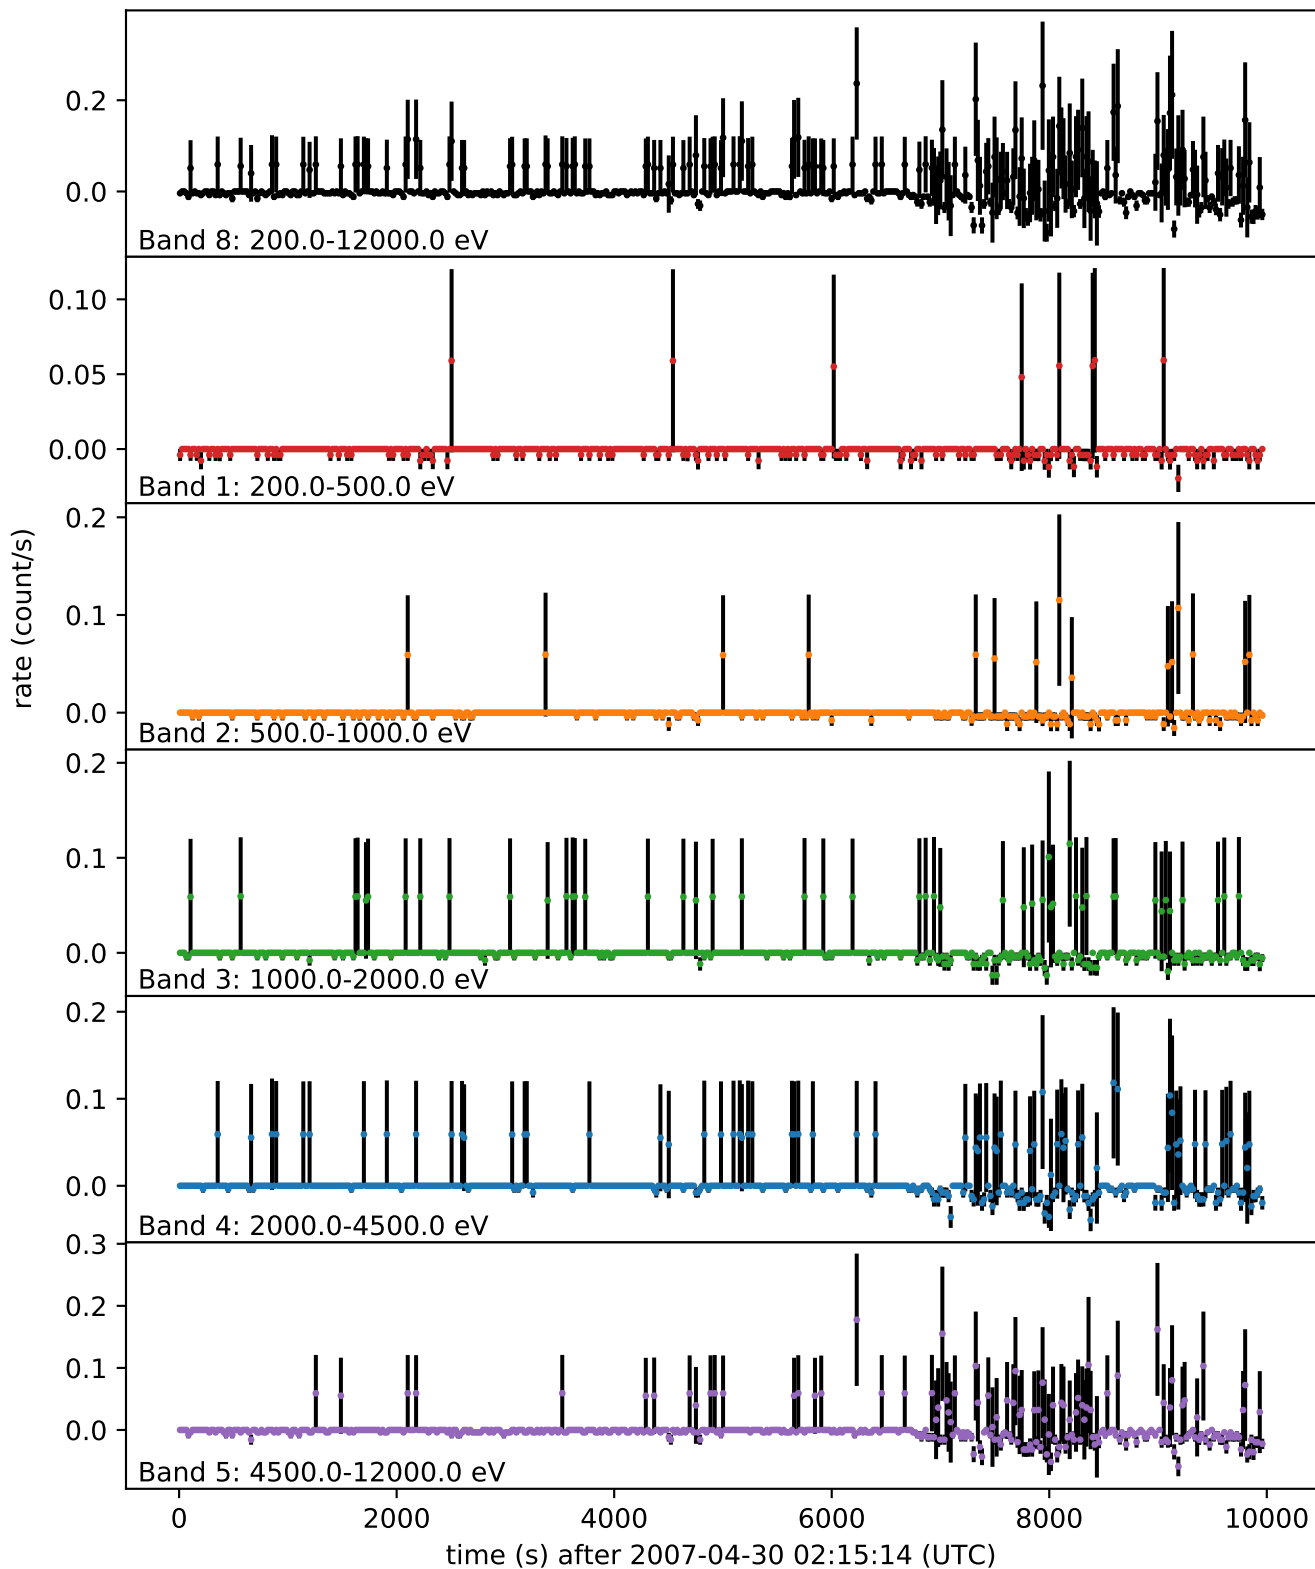 0.2
0.0
Band 8: 200.0-12000.0 eV
0.10
0.05
0.00
Band 1: 200.0-500.0 eV
0.2
0.1
0.0
Band 2: 500.0-1000.0 eV
0.2
0.1
0.0
Band 3: 1000.0-2000.0 eV
0.2
0.1
0.0
Band 4: 2000.0-4500.0 eV
0.3
0.2
0.1
0.0
Band 5: 4500.0-12000.0 eV
rate (count/s)
0 2000 4000 6000 8000 10000
time (s) after 2007-04-30 02:15:14 (UTC)